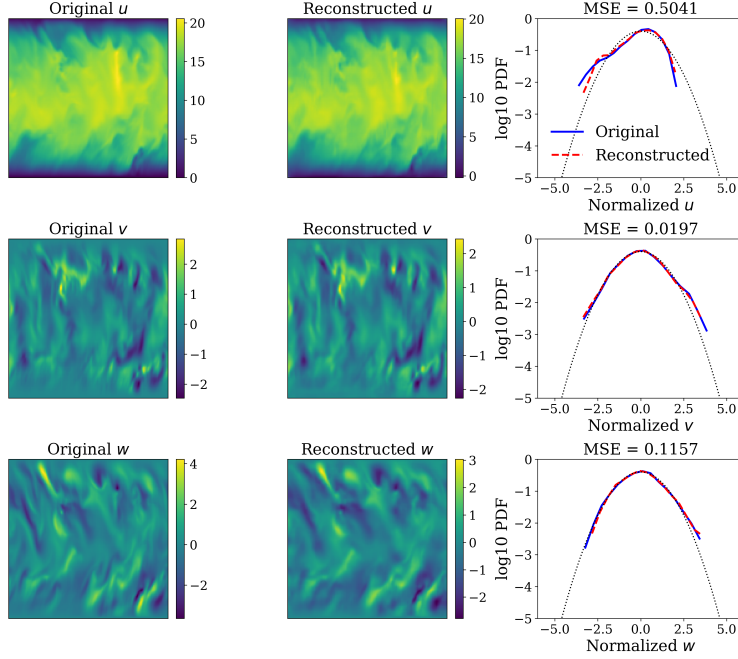 Original u
Reconstructed u
MSE = 0.5041
20
15
10
5
0
20
15
10
5
0
log10 PDF
0
−1
−2
−3
−4
−5
Original
Reconstructed
−5.0 −2.5 0.0 2.5 5.0
Normalized u
Original v
Reconstructed v
MSE = 0.0197
2
1
0
−1
−2
2
1
0
−1
−2
log10 PDF
0
−1
−2
−3
−4
−5
−5.0 −2.5 0.0 2.5 5.0
Normalized v
Original w
Reconstructed w
MSE = 0.1157
4
2
0
−2
3
2
1
0
−1
−2
log10 PDF
0
−1
−2
−3
−4
−5
−5.0 −2.5 0.0 2.5 5.0
Normalized w